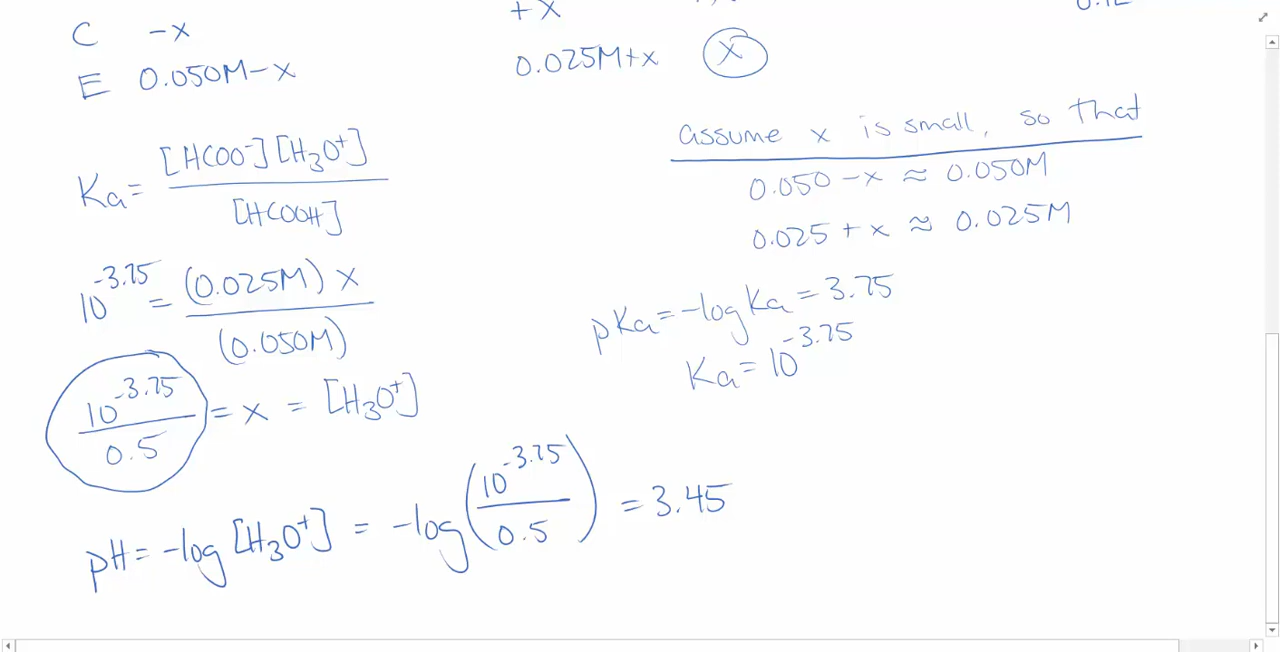 +x
C -x
E 0.050M-x 0.025M+x x
Ka= [HCOO⁻][H₃O⁺] / [HCOOH]
assume x is small, so that
0.050-x ≈ 0.050M
0.025+x ≈ 0.025M
10^-3.75 = (0.025M) x / (0.050M)
pKa=-log Ka=3.75
Ka=10^-3.75
10^-3.75 / 0.5 = x = [H₃O⁺]
pH=-log[H₃O⁺] = -log(10^-3.75 / 0.5) = 3.45